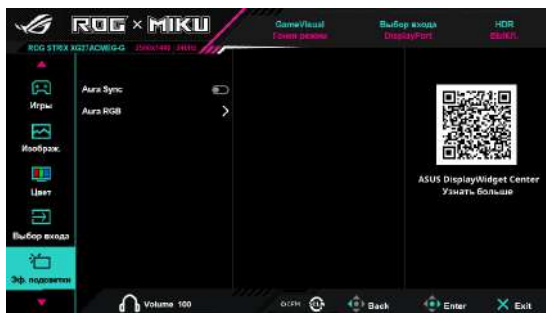 ROG × MIKU
GameVisual
Гонки режим
Выбор входа
DisplayPort
HDR
ВЫКЛ.
ROG STRIX XG27ACMEG-G
Игры
Изображ.
Цвет
Выбор входа
Эф. подсветки
Aura Sync
Aura RGB
ASUS DisplayWidget Center
Узнать больше
Volume 100
Back
Enter
Exit